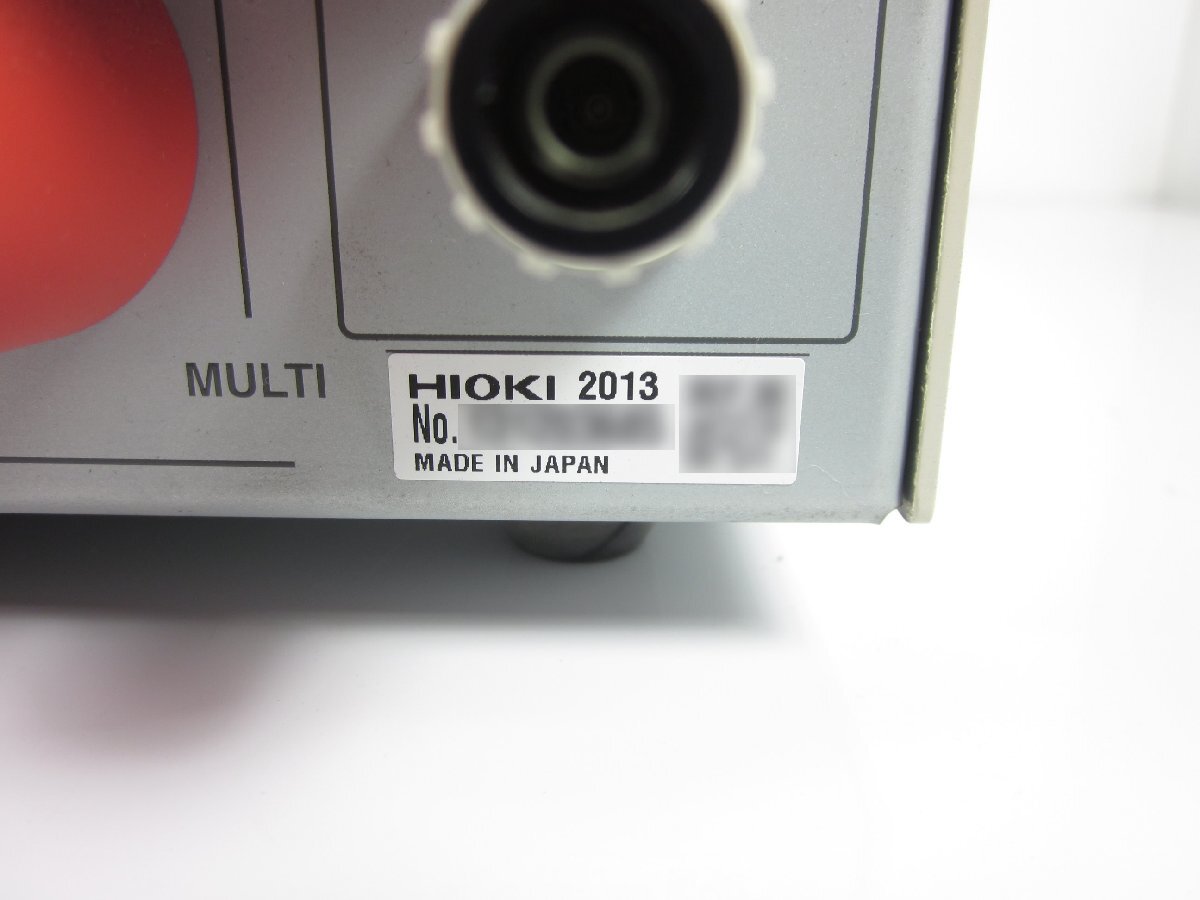 MULTI
HIOKI 2013
No.
MADE IN JAPAN